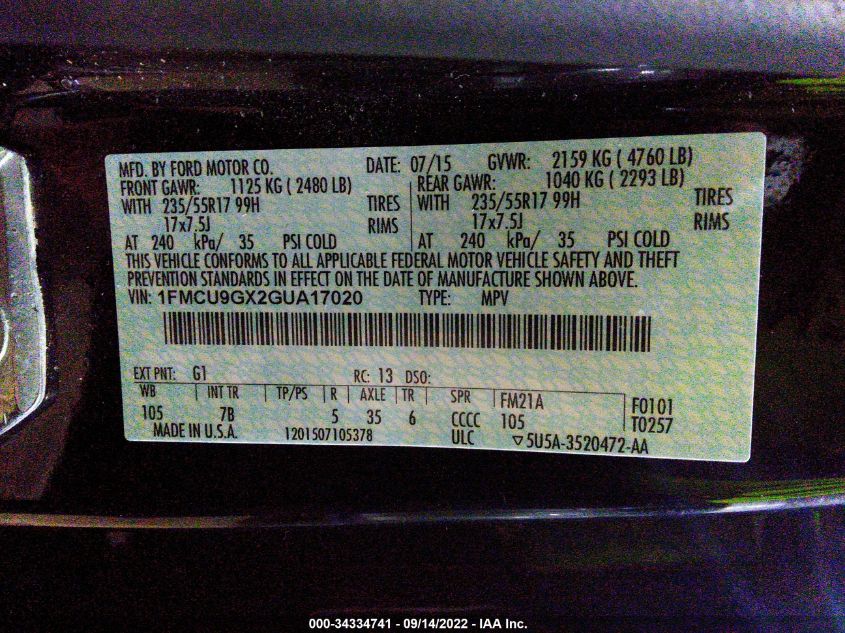 MFD. BY FORD MOTOR CO. DATE: 07/15 GVWR: 2159 KG ( 4760 LB)
FRONT GAWR: 1125 KG ( 2480 LB) REAR GAWR: 1040 KG ( 2293 LB)
WITH 235/55R17 99H TIRES WITH 235/55R17 99H TIRES
17x7.5J RIMS 17x7.5J RIMS
AT 240 kPa/ 35 PSI COLD AT 240 kPa/ 35 PSI COLD
THIS VEHICLE CONFORMS TO ALL APPLICABLE FEDERAL MOTOR VEHICLE SAFETY AND THEFT
PREVENTION STANDARDS IN EFFECT ON THE DATE OF MANUFACTURE SHOWN ABOVE.
VIN: 1FMCU9GX2GUA17020 TYPE: MPV
EXT PNT: G1 RC: 13 DSO:
WB INT TR TP/PS R AXLE TR SPR FM21A F0101
105 7B 5 35 6 CCCC 105 T0257
MADE IN U.S.A. 1201507105378 ULC ▽5U5A-3520472-AA
000-34334741 - 09/14/2022 - IAA Inc.